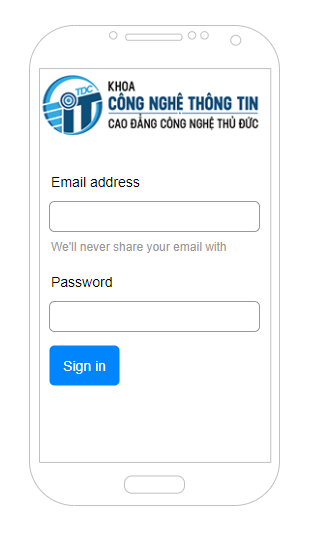 TDC
iT
KHOA
CÔNG NGHỆ THÔNG TIN
CAO ĐẲNG CÔNG NGHỆ THỦ ĐỨC
Email address
We'll never share your email with
Password
Sign in